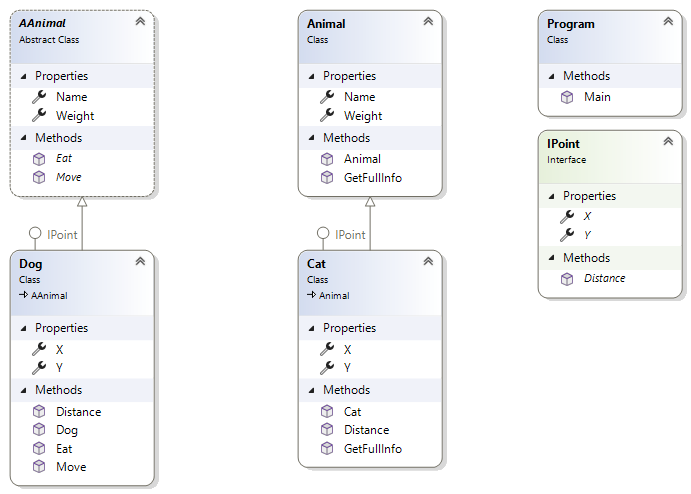 AAnimal
Abstract Class
Properties
Name
Weight
Methods
Eat
Move
IPoint
Dog
Class
AAnimal
Properties
X
Y
Methods
Distance
Dog
Eat
Move
Animal
Class
Properties
Name
Weight
Methods
Animal
GetFullInfo
IPoint
Cat
Class
Animal
Properties
X
Y
Methods
Cat
Distance
GetFullInfo
Program
Class
Methods
Main
IPoint
Interface
Properties
X
Y
Methods
Distance